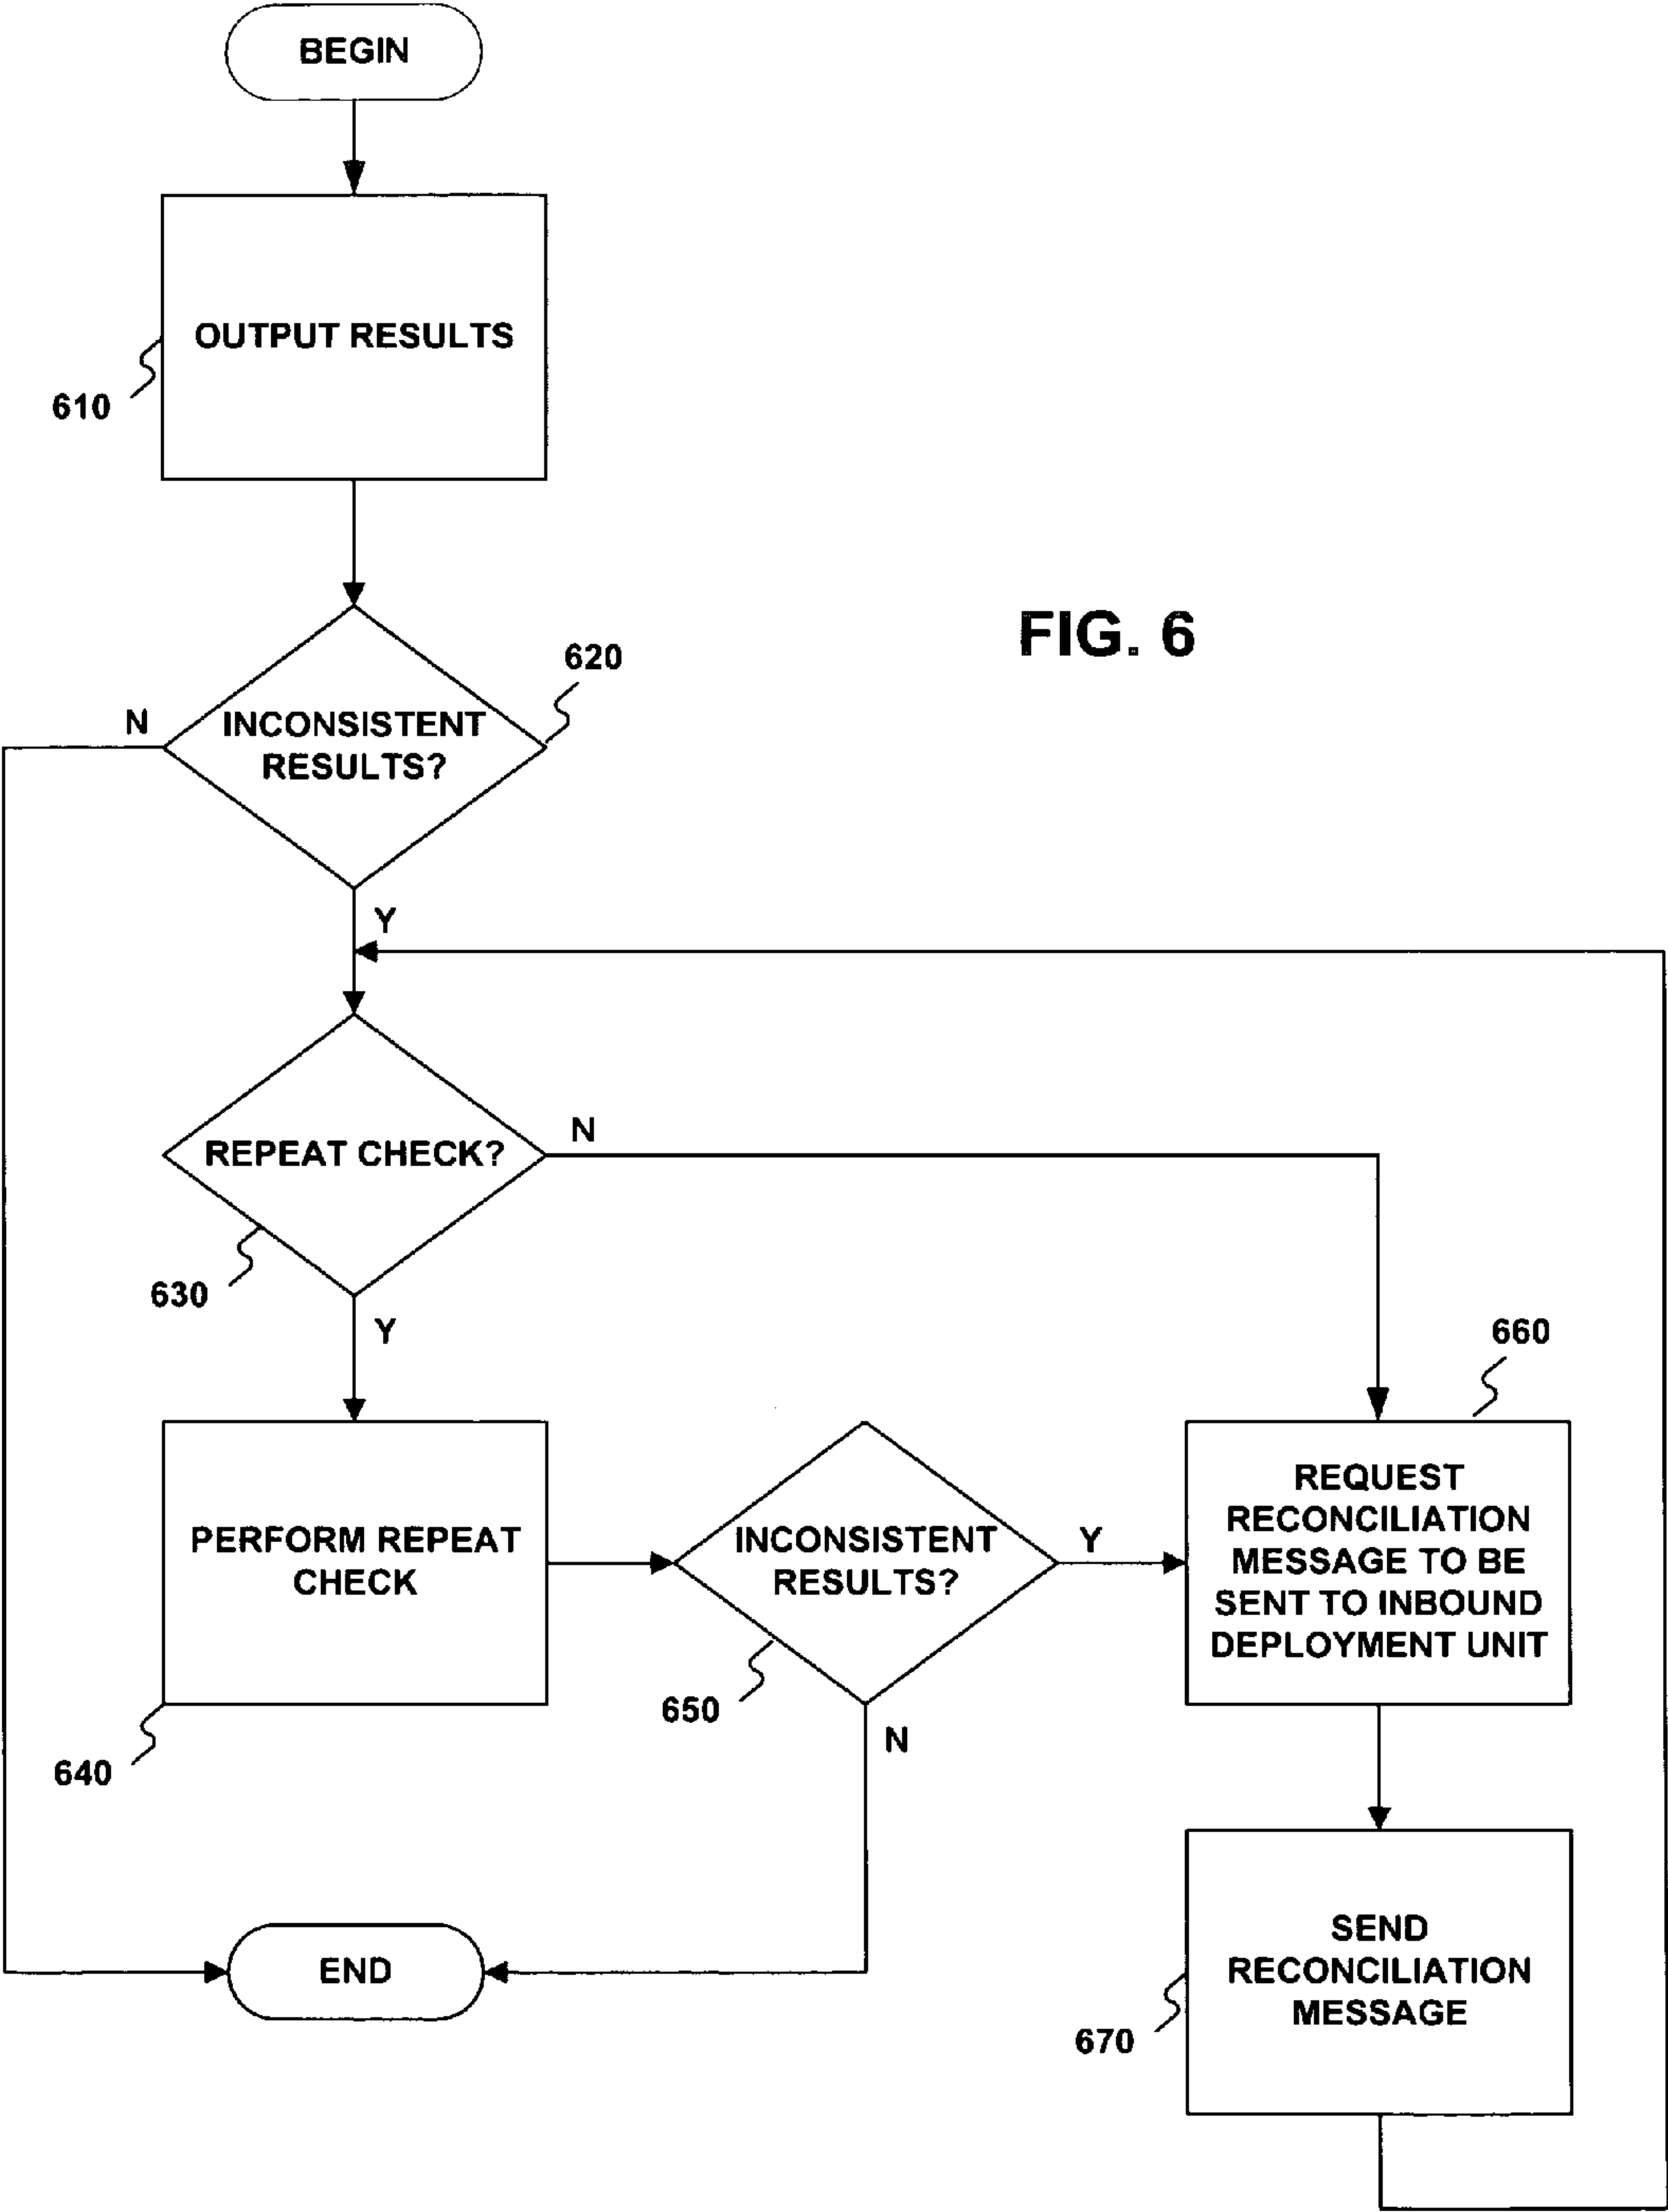 BEGIN
OUTPUT RESULTS
610
FIG. 6
620
N
INCONSISTENT
RESULTS?
Y
REPEAT CHECK?
N
630
Y
660
PERFORM REPEAT
CHECK
640
INCONSISTENT
RESULTS?
Y
650
N
REQUEST
RECONCILIATION
MESSAGE TO BE
SENT TO INBOUND
DEPLOYMENT UNIT
END
SEND
RECONCILIATION
MESSAGE
670